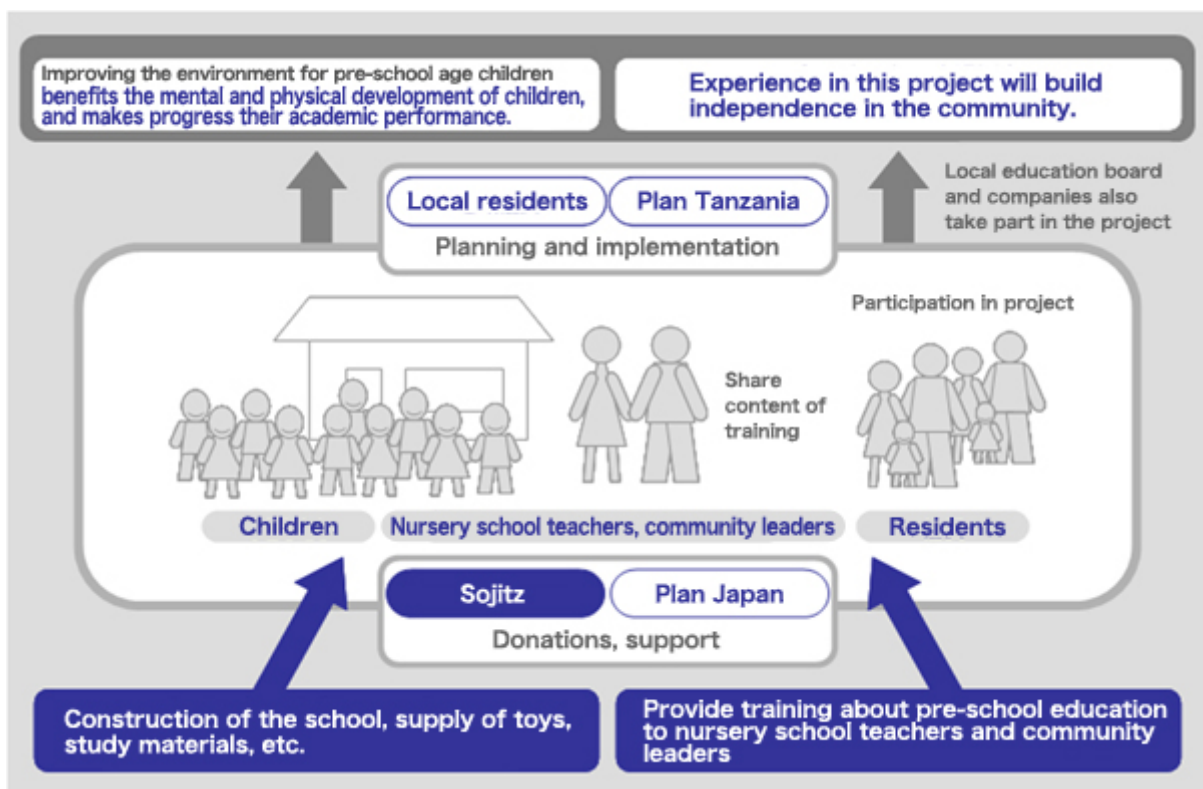 Improving the environment for pre-school age children
benefits the mental and physical development of children,
and makes progress their academic performance.
Experience in this project will build
independence in the community.
Local residents
Plan Tanzania
Planning and implementation
Local education board
and companies also
take part in the project
Participation in project
Share
content of
training
Children
Nursery school teachers, community leaders
Residents
Sojitz
Plan Japan
Donations, support
Construction of the school, supply of toys,
study materials, etc.
Provide training about pre-school education
to nursery school teachers and community
leaders